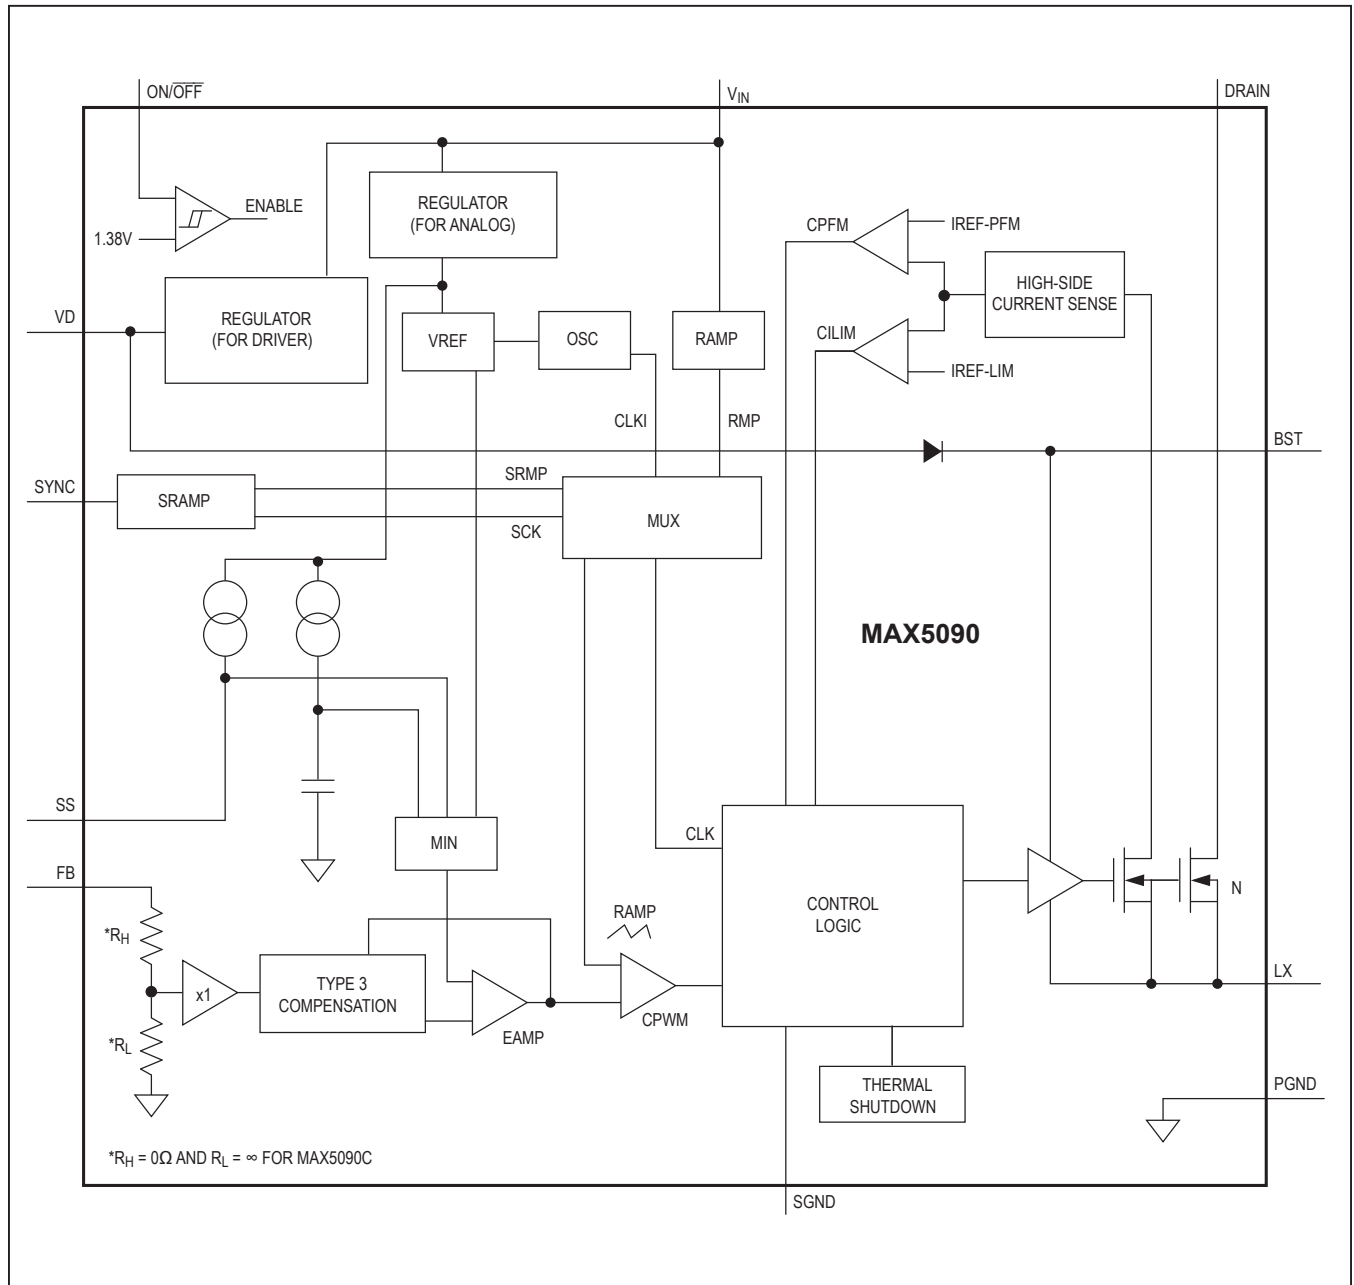 ON/OFF
VIN
DRAIN
ENABLE
1.38V
REGULATOR
(FOR ANALOG)
CPFM
IREF-PFM
HIGH-SIDE
CURRENT SENSE
VD
REGULATOR
(FOR DRIVER)
VREF
OSC
RAMP
CILIM
IREF-LIM
CLKI
RMP
BST
SYNC
SRAMP
SRMP
SCK
MUX
MAX5090
SS
MIN
CLK
FB
CONTROL
LOGIC
N
*RH
RAMP
x1
TYPE 3
COMPENSATION
LX
*RL
EAMP
CPWM
THERMAL
SHUTDOWN
PGND
*RH = 0Ω AND RL = ∞ FOR MAX5090C
SGND